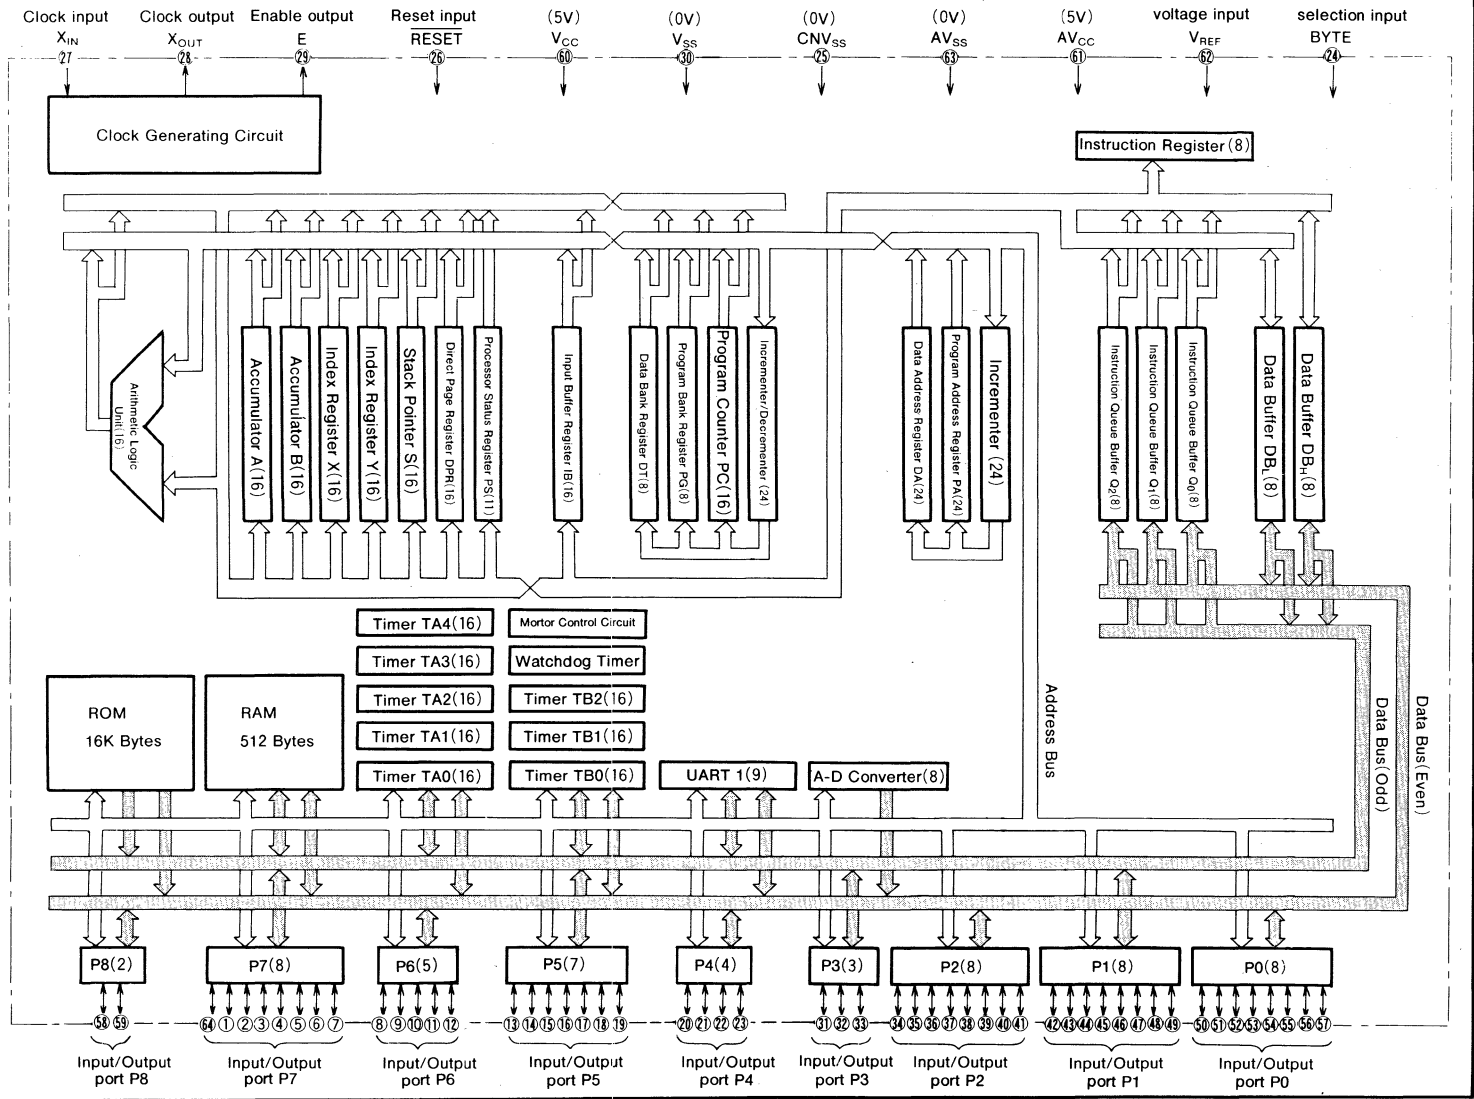 Clock input
X_IN
27
Clock output
X_OUT
28
Enable output
E
29
Reset input
RESET
26
(5V)
V_CC
60
(0V)
V_SS
30
(0V)
CNV_SS
25
(0V)
AV_SS
63
(5V)
AV_CC
61
voltage input
V_REF
62
selection input
BYTE
24
Clock Generating Circuit
Instruction Register(8)
Arithmetic Logic
Unit(16)
Accumulator A(16)
Accumulator B(16)
Index Register X(16)
Index Register Y(16)
Stack Pointer S(16)
Direct Page Register DPR(16)
Processor Status Register PS(11)
Input Buffer Register IB(16)
Data Bank Register DT(8)
Program Bank Register PG(8)
Program Counter PC(16)
Incrementer/Decrementer (24)
Data Address Register DA(24)
Program Address Register PA(24)
Incrementer (24)
Instruction Queue Buffer Q2(8)
Instruction Queue Buffer Q1(8)
Instruction Queue Buffer Q0(8)
Data Buffer DB_L(8)
Data Buffer DB_H(8)
Timer TA4(16)
Mortor Control Circuit
Timer TA3(16)
Watchdog Timer
Timer TA2(16)
Timer TB2(16)
Timer TA1(16)
Timer TB1(16)
Timer TA0(16)
Timer TB0(16)
ROM
16K Bytes
RAM
512 Bytes
UART 1(9)
A-D Converter(8)
Address Bus
Data Bus(Odd)
Data Bus(Even)
P8(2)
P7(8)
P6(5)
P5(7)
P4(4)
P3(3)
P2(8)
P1(8)
P0(8)
58 59
64 1 2 3 4 5 6 7
8 9 10 11 12
13 14 15 16 17 18 19
20 21 22 23
31 32 33
34 35 36 37 38 39 40 41
42 43 44 45 46 47 48 49
50 51 52 53 54 55 56 57
Input/Output
port P8
Input/Output
port P7
Input/Output
port P6
Input/Output
port P5
Input/Output
port P4
Input/Output
port P3
Input/Output
port P2
Input/Output
port P1
Input/Output
port P0